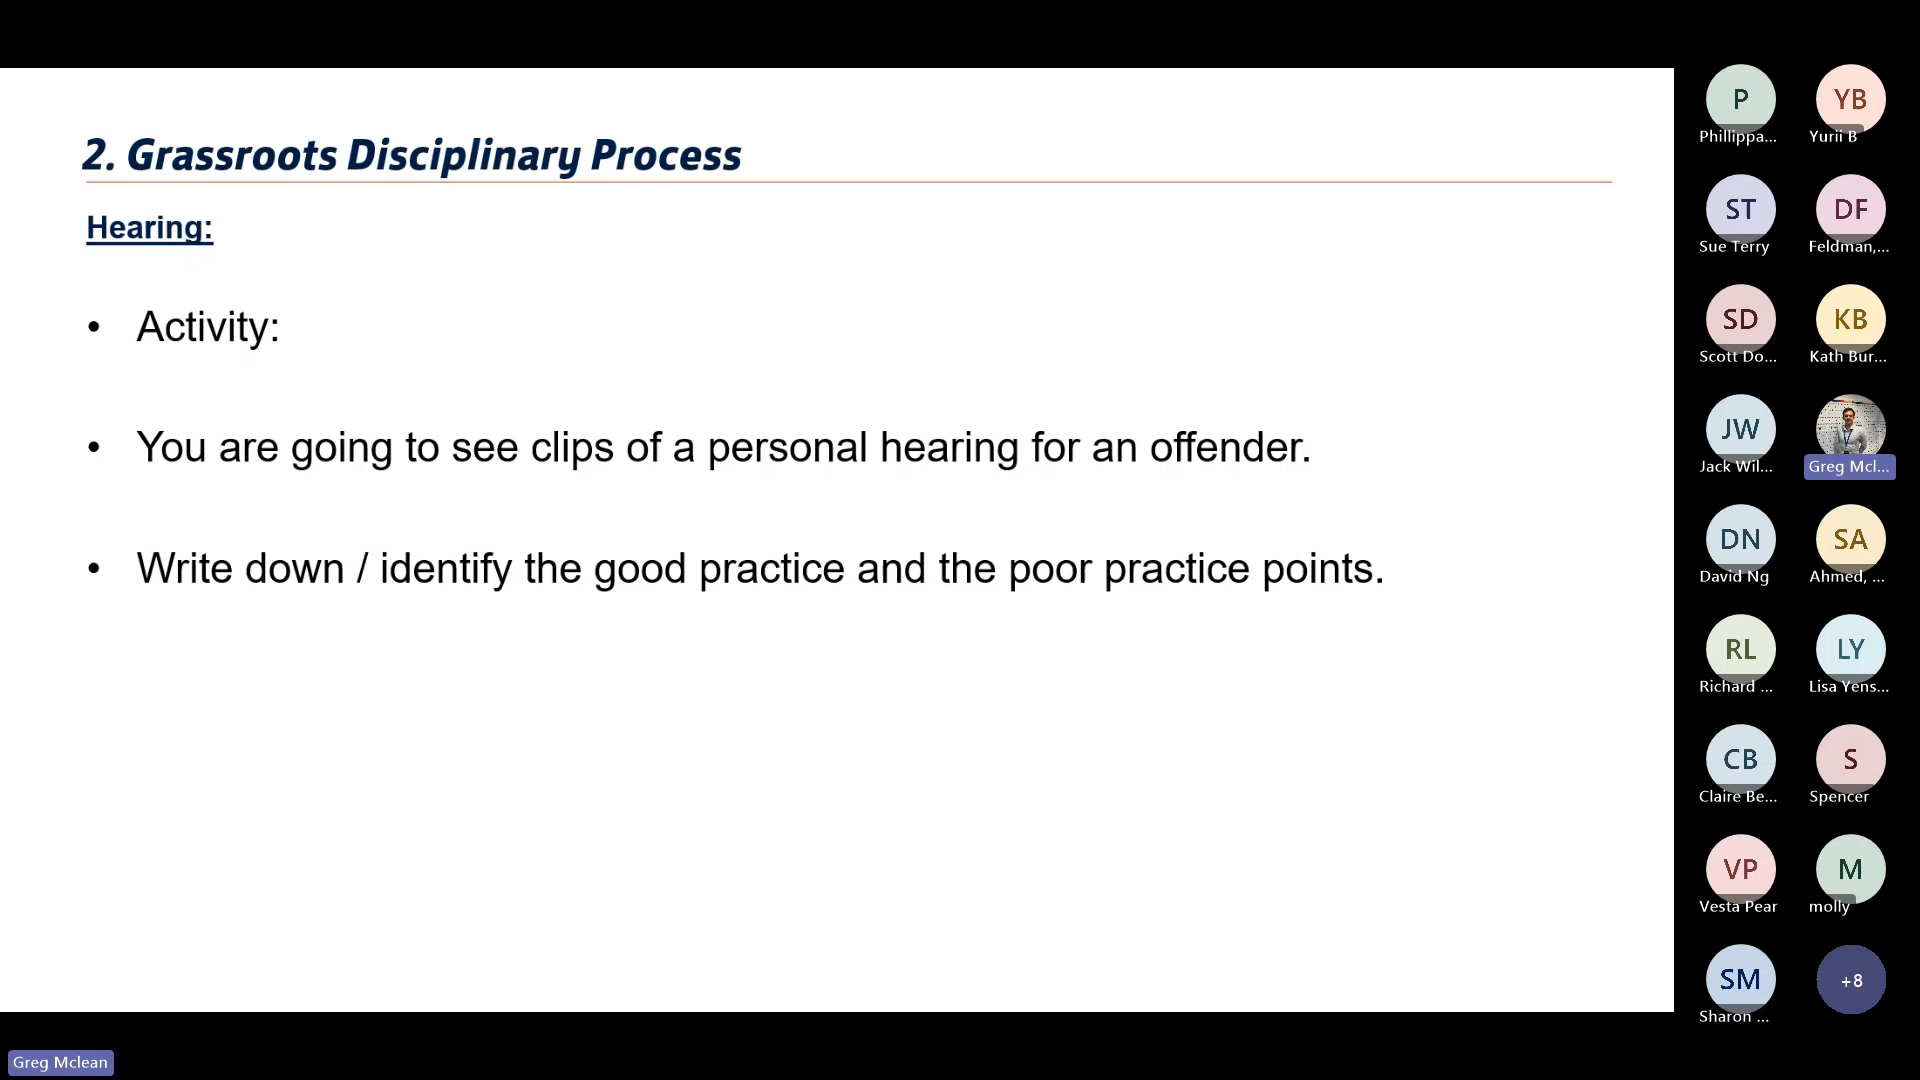 2. Grassroots Disciplinary Process
Hearing:
• Activity:
• You are going to see clips of a personal hearing for an offender.
• Write down / identify the good practice and the poor practice points.
P
Phillippa...
YB
Yurii B
ST
Sue Terry
DF
Feldman,...
SD
Scott Do...
KB
Kath Bur...
JW
Jack Wil...
Greg Mcl...
DN
David Ng
SA
Ahmed, ...
RL
Richard ...
LY
Lisa Yens...
CB
Claire Be...
S
Spencer
VP
Vesta Pear
M
molly
SM
Sharon ...
+8
Greg Mclean